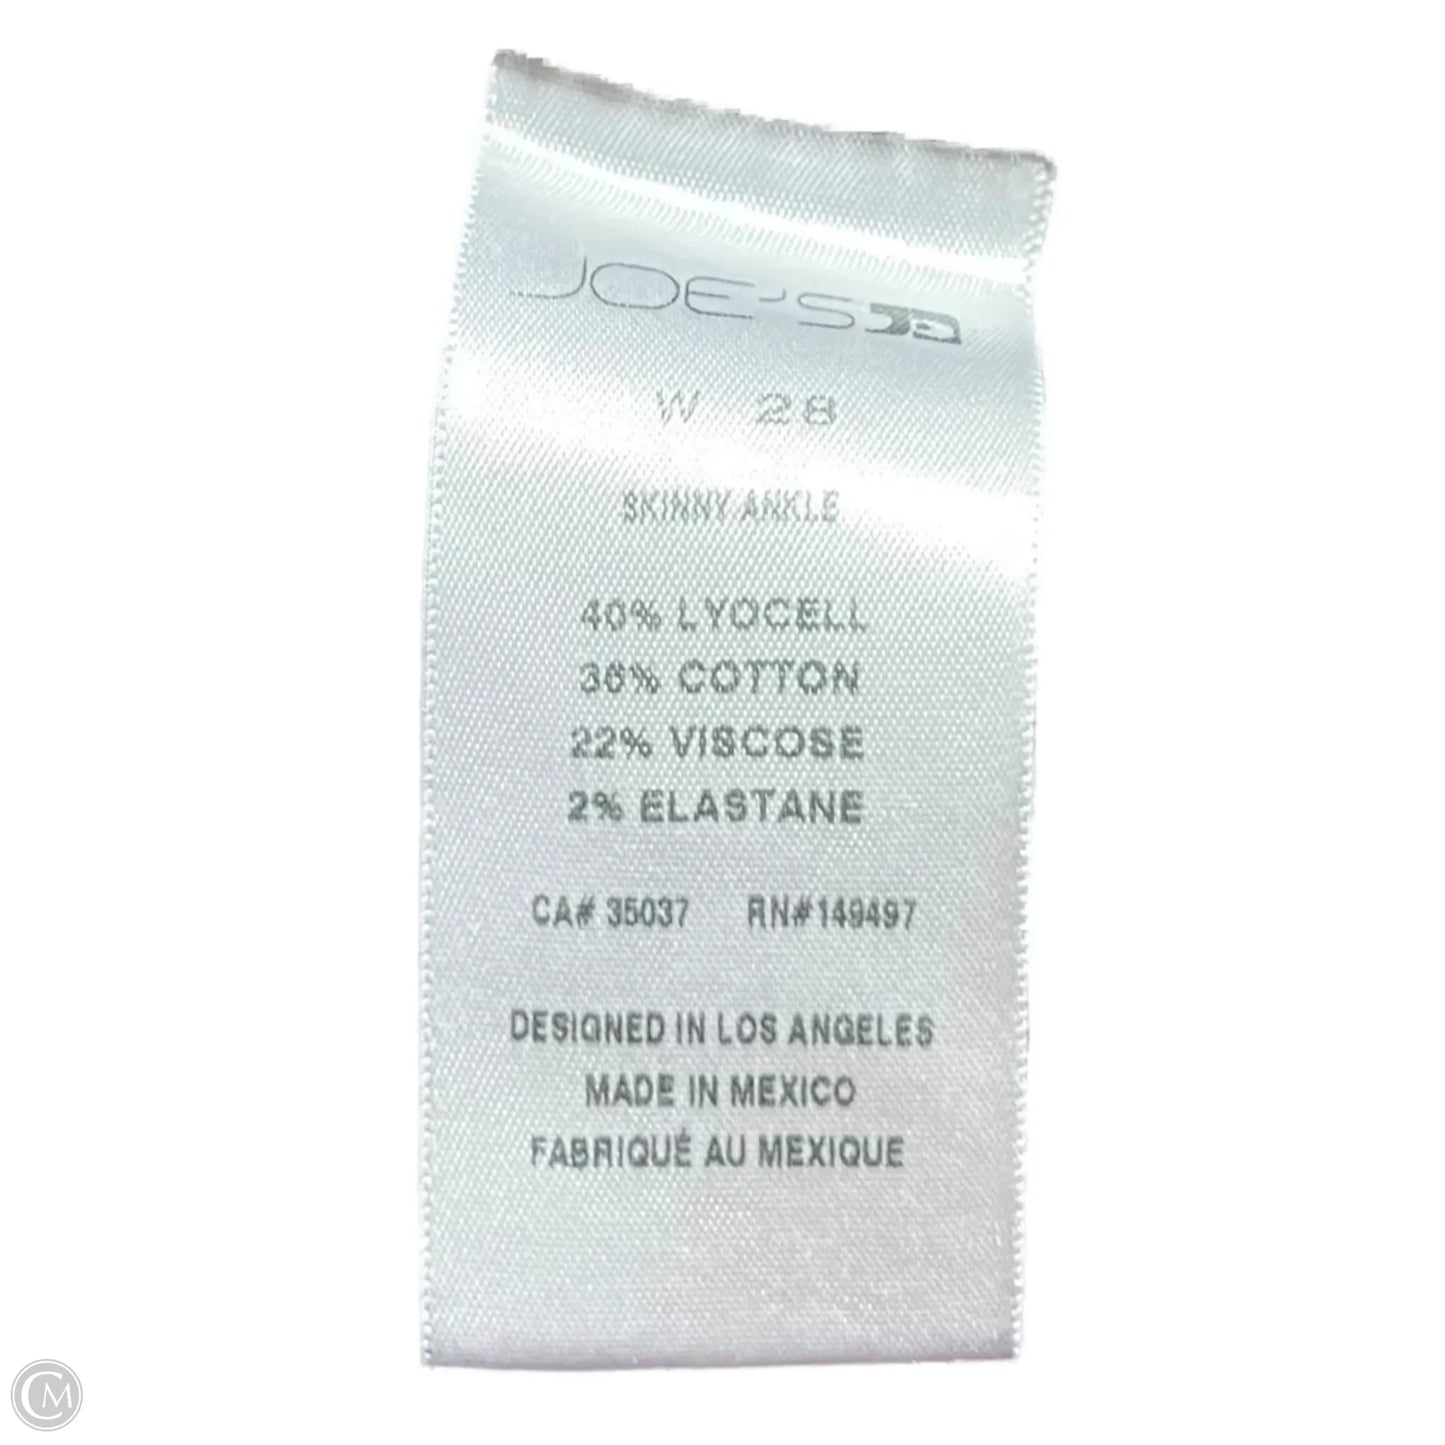 JOE'S
W 28
SKINNY ANKLE
40% LYOCELL
36% COTTON
22% VISCOSE
2% ELASTANE
CA# 35037 RN#149497
DESIGNED IN LOS ANGELES
MADE IN MEXICO
FABRIQUÉ AU MEXIQUE
CM